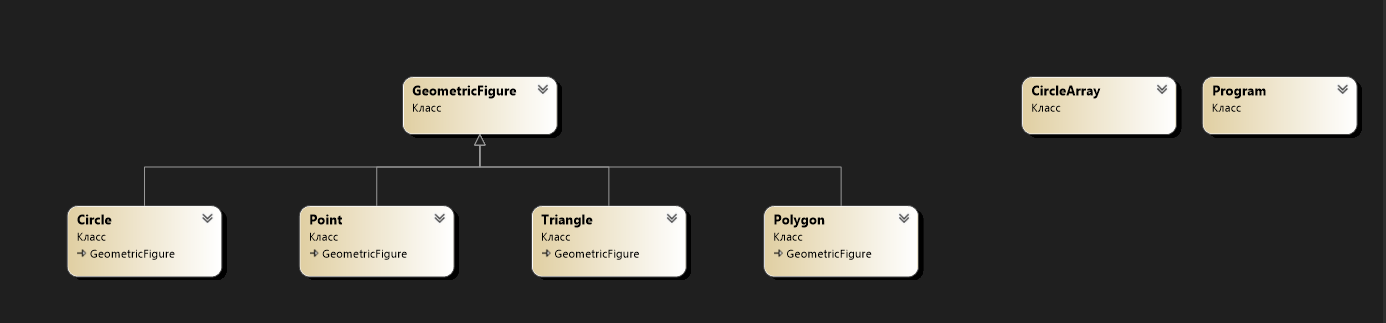 GeometricFigure
Класс
CircleArray
Класс
Program
Класс
Circle
Класс
GeometricFigure
Point
Класс
GeometricFigure
Triangle
Класс
GeometricFigure
Polygon
Класс
GeometricFigure